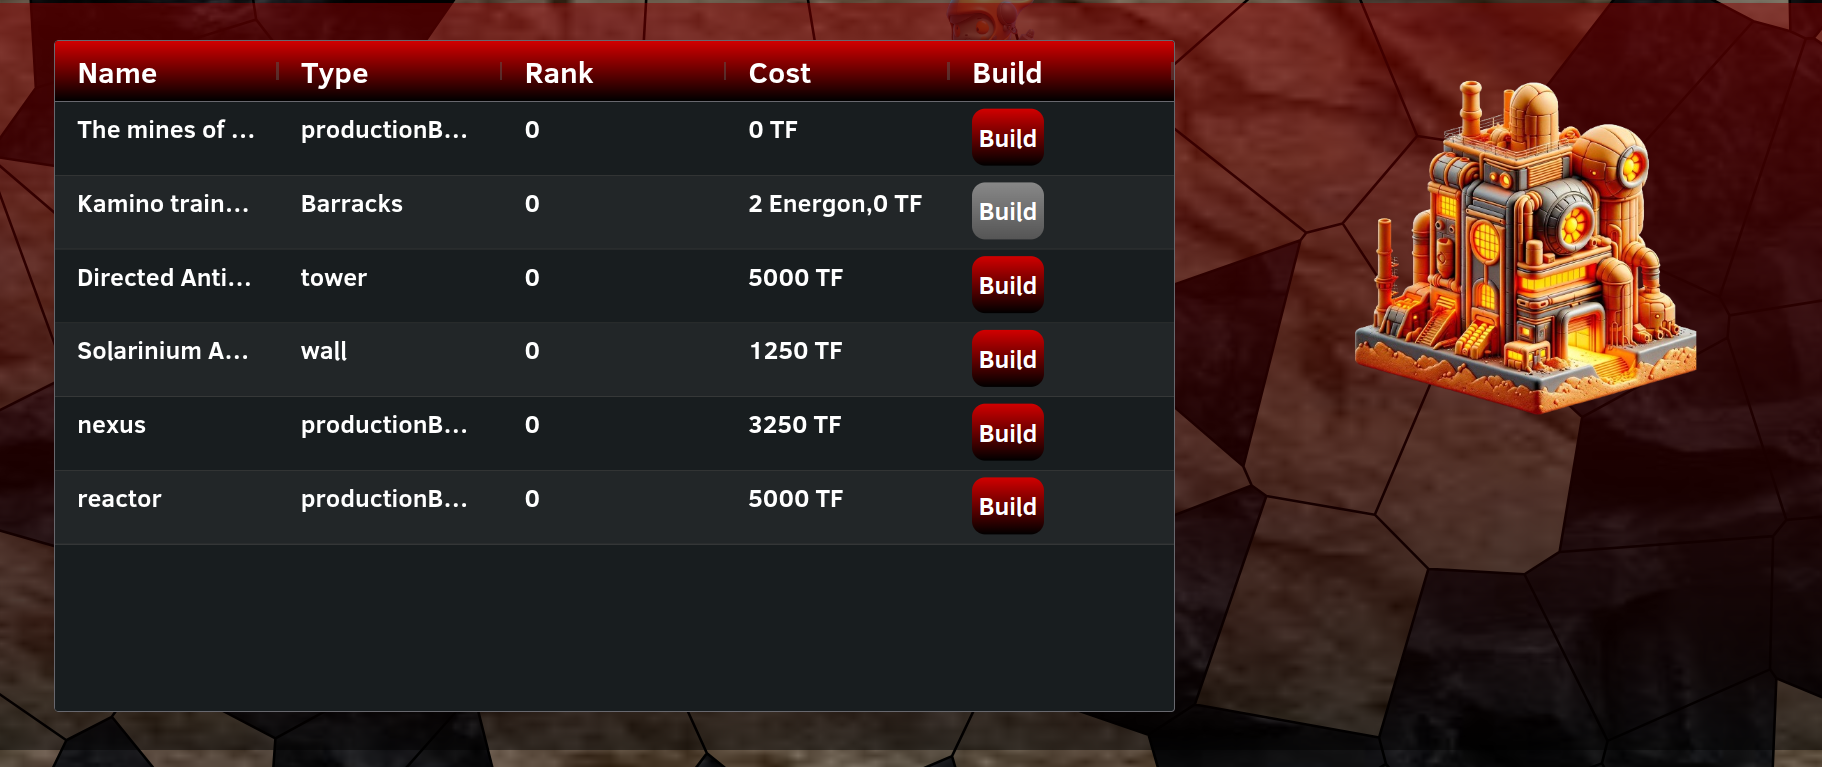 Name Type Rank Cost Build
The mines of ... productionB... 0 0 TF Build
Kamino train... Barracks 0 2 Energon,0 TF Build
Directed Anti... tower 0 5000 TF Build
Solarinium A... wall 0 1250 TF Build
nexus productionB... 0 3250 TF Build
reactor productionB... 0 5000 TF Build